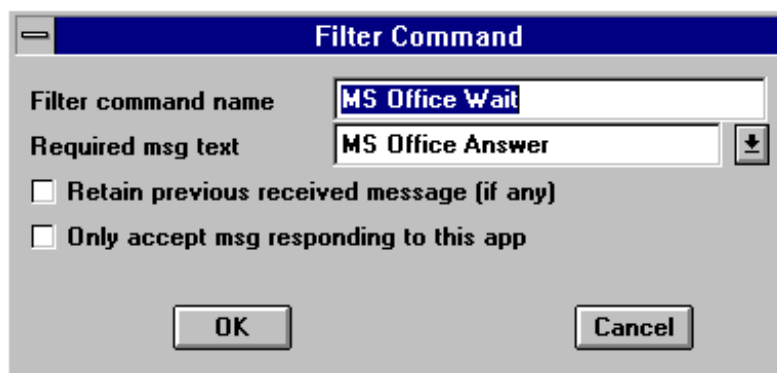 Filter Command
Filter command name MS Office Wait
Required msg text MS Office Answer
Retain previous received message (if any)
Only accept msg responding to this app
OK Cancel